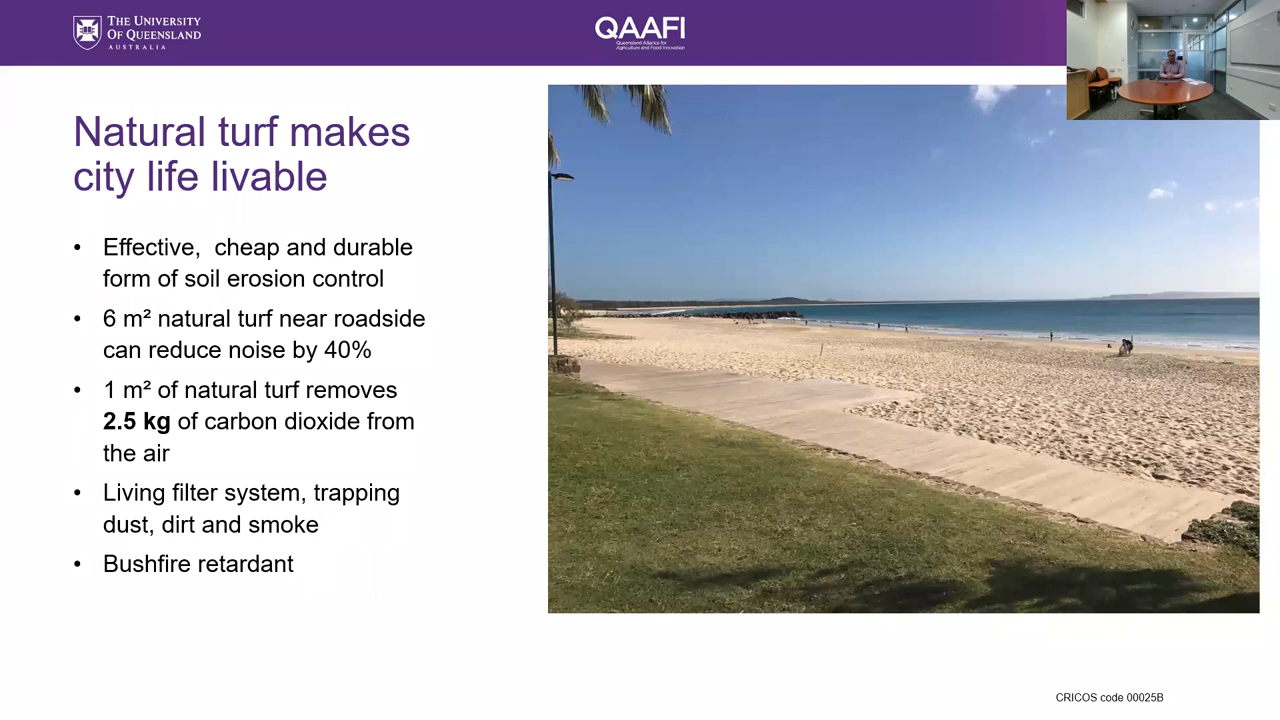 THE UNIVERSITY
OF QUEENSLAND
AUSTRALIA
QAAFI
Queensland Alliance for
Agriculture and Food Innovation
Natural turf makes
city life livable
• Effective,  cheap and durable
form of soil erosion control
• 6 m² natural turf near roadside
can reduce noise by 40%
• 1 m² of natural turf removes
2.5 kg of carbon dioxide from
the air
• Living filter system, trapping
dust, dirt and smoke
• Bushfire retardant
CRICOS code 00025B